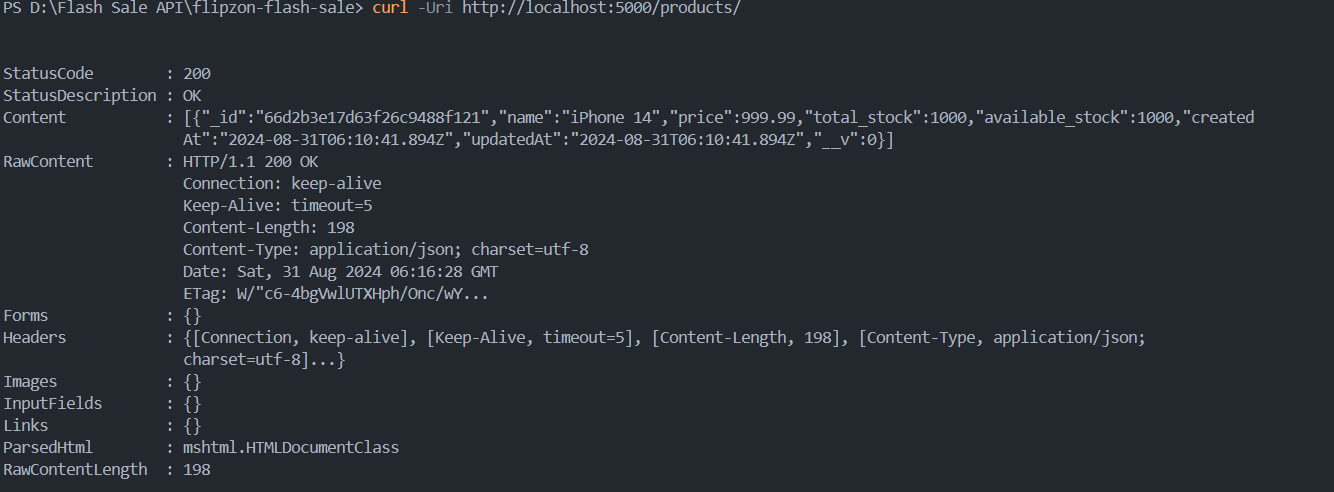 PS D:\Flash Sale API\flipzon-flash-sale> curl -Uri http://localhost:5000/products/
StatusCode        : 200
StatusDescription : OK
Content           : [{"_id":"66d2b3e17d63f26c9488f121","name":"iPhone 14","price":999.99,"total_stock":1000,"available_stock":1000,"created
                    At":"2024-08-31T06:10:41.894Z","updatedAt":"2024-08-31T06:10:41.894Z","__v":0}]
RawContent        : HTTP/1.1 200 OK
                    Connection: keep-alive
                    Keep-Alive: timeout=5
                    Content-Length: 198
                    Content-Type: application/json; charset=utf-8
                    Date: Sat, 31 Aug 2024 06:16:28 GMT
                    ETag: W/"c6-4bgVwlUTXHph/Onc/wY...
Forms             : {}
Headers           : {[Connection, keep-alive], [Keep-Alive, timeout=5], [Content-Length, 198], [Content-Type, application/json;
                    charset=utf-8]...}
Images            : {}
InputFields       : {}
Links             : {}
ParsedHtml        : mshtml.HTMLDocumentClass
RawContentLength  : 198